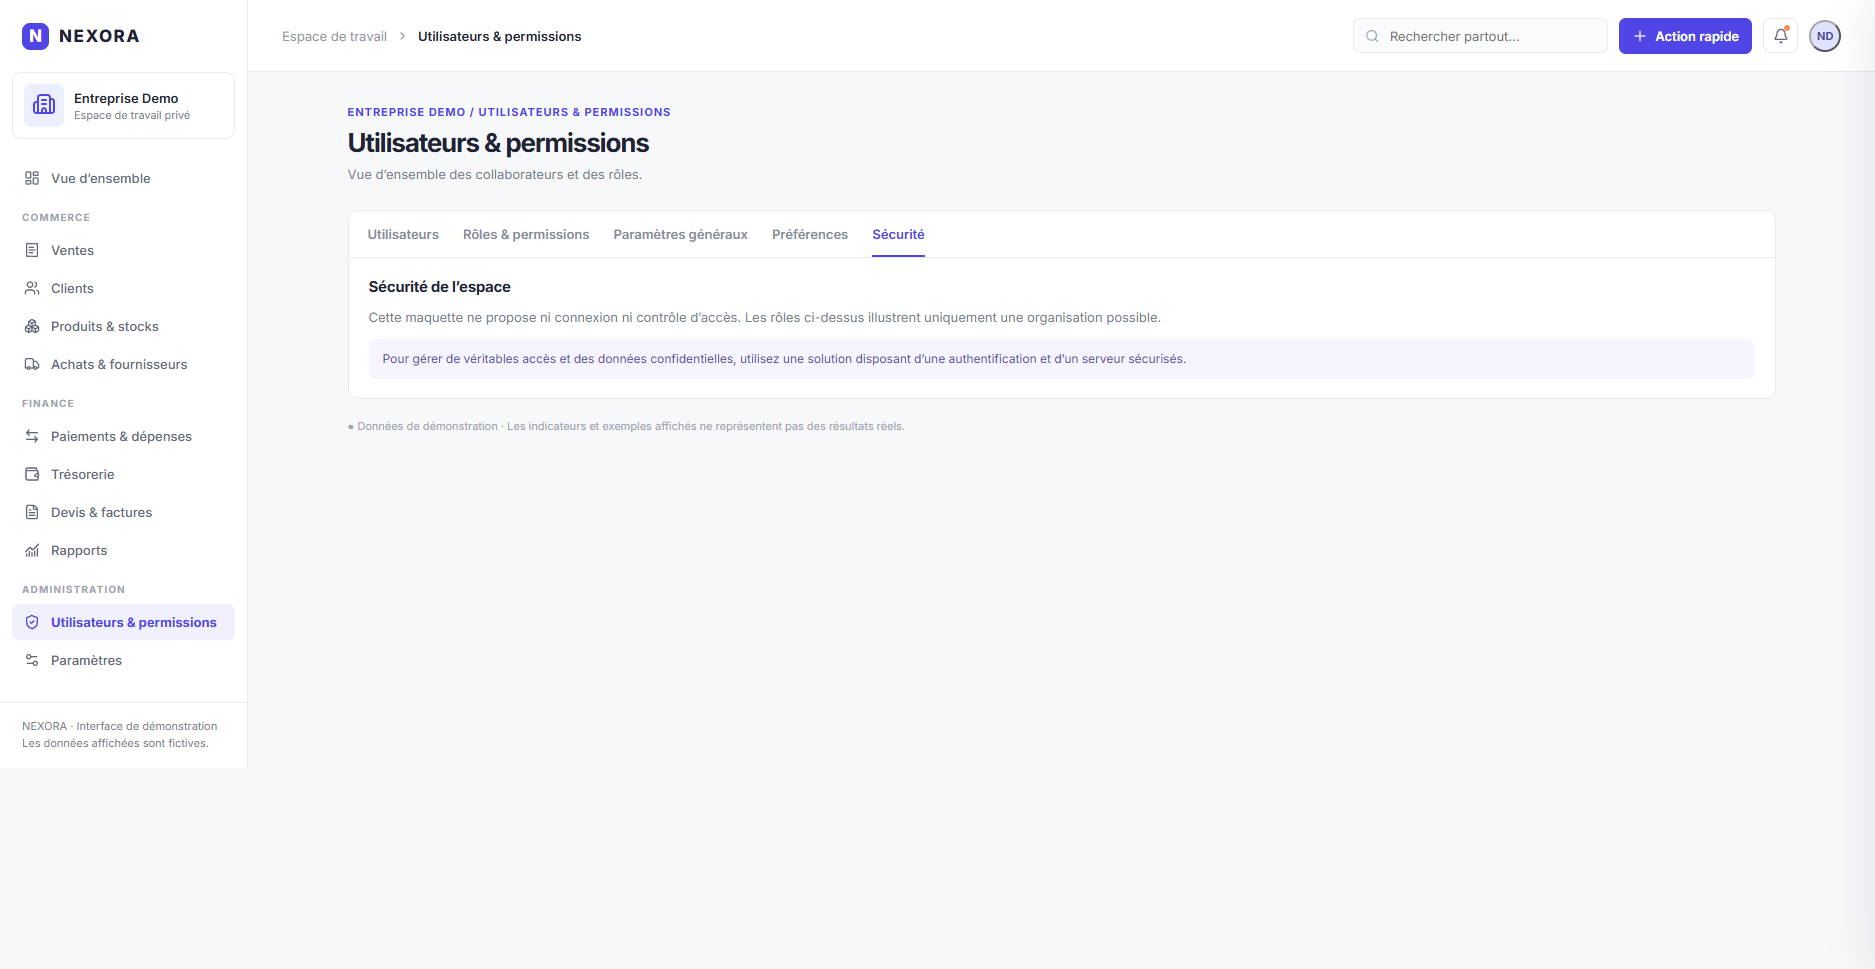 N NEXORA
Entreprise Demo
Espace de travail privé
Vue d’ensemble
COMMERCE
Ventes
Clients
Produits & stocks
Achats & fournisseurs
FINANCE
Paiements & dépenses
Trésorerie
Devis & factures
Rapports
ADMINISTRATION
Utilisateurs & permissions
Paramètres
NEXORA · Interface de démonstration
Les données affichées sont fictives.
Espace de travail > Utilisateurs & permissions
Rechercher partout...
+ Action rapide
ND
ENTREPRISE DEMO / UTILISATEURS & PERMISSIONS
Utilisateurs & permissions
Vue d’ensemble des collaborateurs et des rôles.
Utilisateurs Rôles & permissions Paramètres généraux Préférences Sécurité
Sécurité de l’espace
Cette maquette ne propose ni connexion ni contrôle d’accès. Les rôles ci-dessus illustrent uniquement une organisation possible.
Pour gérer de véritables accès et des données confidentielles, utilisez une solution disposant d’une authentification et d’un serveur sécurisés.
● Données de démonstration · Les indicateurs et exemples affichés ne représentent pas des résultats réels.